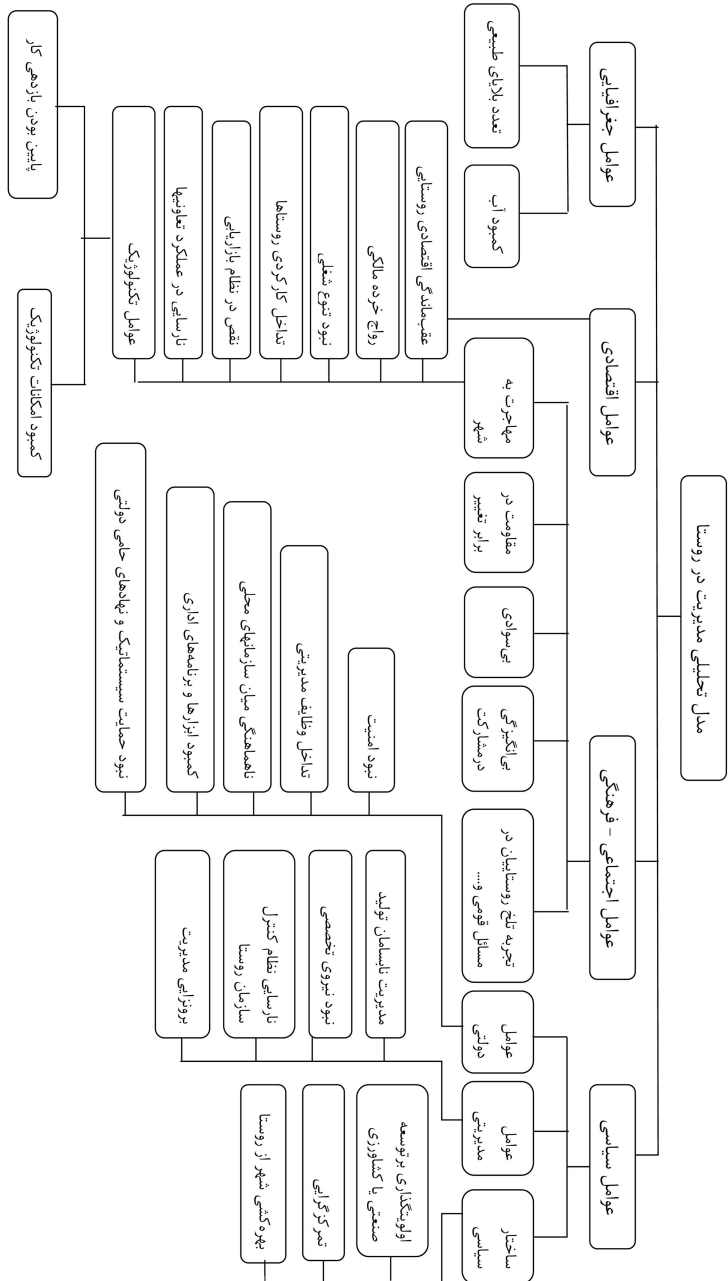 مدل تحلیلی مدیریت در روستا
عوامل جغرافیایی
عوامل اقتصادی
عوامل اجتماعی - فرهنگی
عوامل سیاسی
تعدد بلایای طبیعی
کمبود آب
مهاجرت به
شهر
مقاومت در
برابر تغییر
بی‌سوادی
بی‌انگیزگی
درمشارکت
تجربه تلخ روستاییان در
مسائل قومی و....
عوامل
دولتی
عوامل
مدیریتی
ساختار
سیاسی
عقب‌ماندگی اقتصادی روستایی
رواج خرده مالکی
نبود تنوع شغلی
تداخل کارکردی روستاها
نقص در نظام بازاریابی
نارسایی در عملکرد تعاونیها
عوامل تکنولوژیک
پایین بودن بازدهی کار
کمبود امکانات تکنولوژیک
نبود امنیت
تداخل وظایف مدیریتی
ناهماهنگی میان سازمانهای محلی
کمبود ابزارها و برنامه‌های اداری
نبود حمایت سیستماتیک و نهادهای حامی دولتی
مدیریت نابسامان تولید
نبود نیروی تخصصی
نارسایی نظام کنترل
سازمان روستا
برونزایی مدیریت
اولویتگذاری برتوسعه
صنعتی یا کشاورزی
تمرکزگرایی
بهره‌کشی شهر از روستا